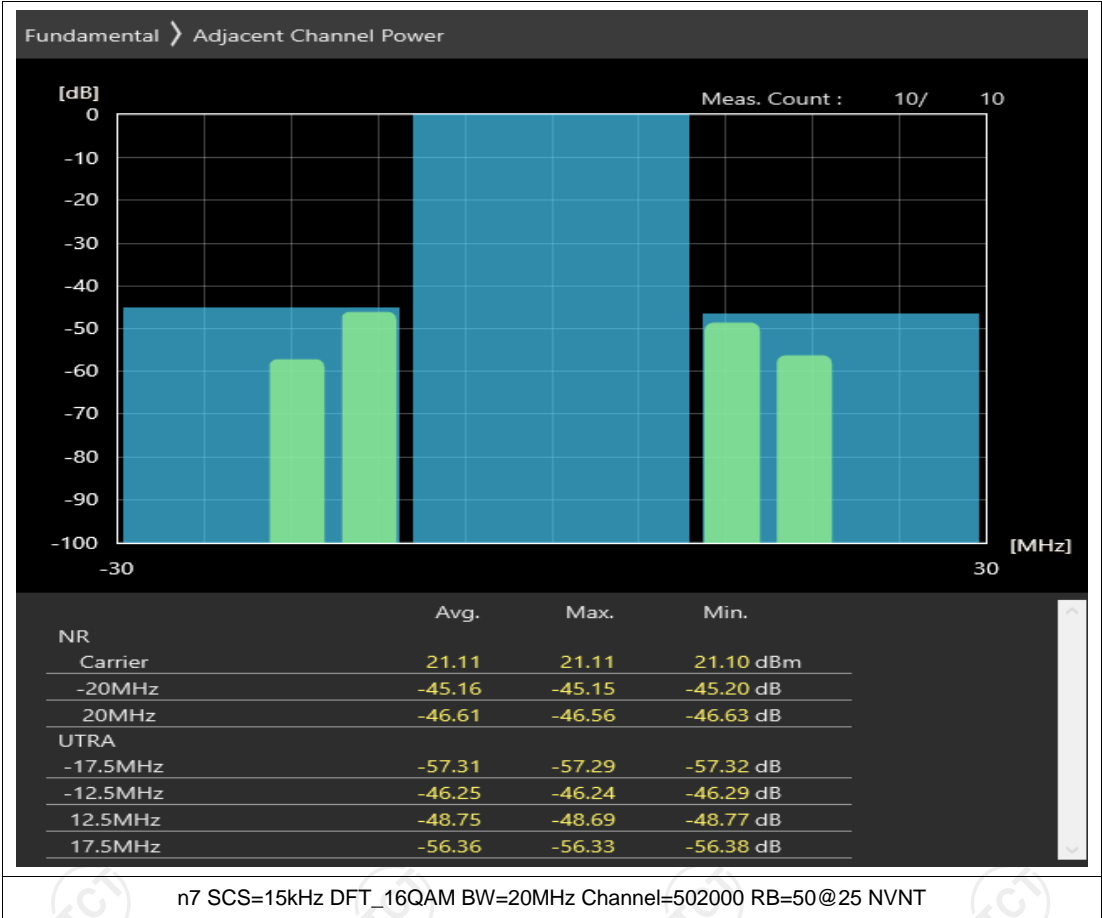 Fundamental ❯ Adjacent Channel Power
[dB]
Meas. Count : 10/ 10
0
-10
-20
-30
-40
-50
-60
-70
-80
-90
-100
[MHz]
-30 30
Avg. Max. Min.
NR
Carrier 21.11 21.11 21.10 dBm
-20MHz -45.16 -45.15 -45.20 dB
20MHz -46.61 -46.56 -46.63 dB
UTRA
-17.5MHz -57.31 -57.29 -57.32 dB
-12.5MHz -46.25 -46.24 -46.29 dB
12.5MHz -48.75 -48.69 -48.77 dB
17.5MHz -56.36 -56.33 -56.38 dB
n7 SCS=15kHz DFT_16QAM BW=20MHz Channel=502000 RB=50@25 NVNT
TCT
TCT
TCT
TCT